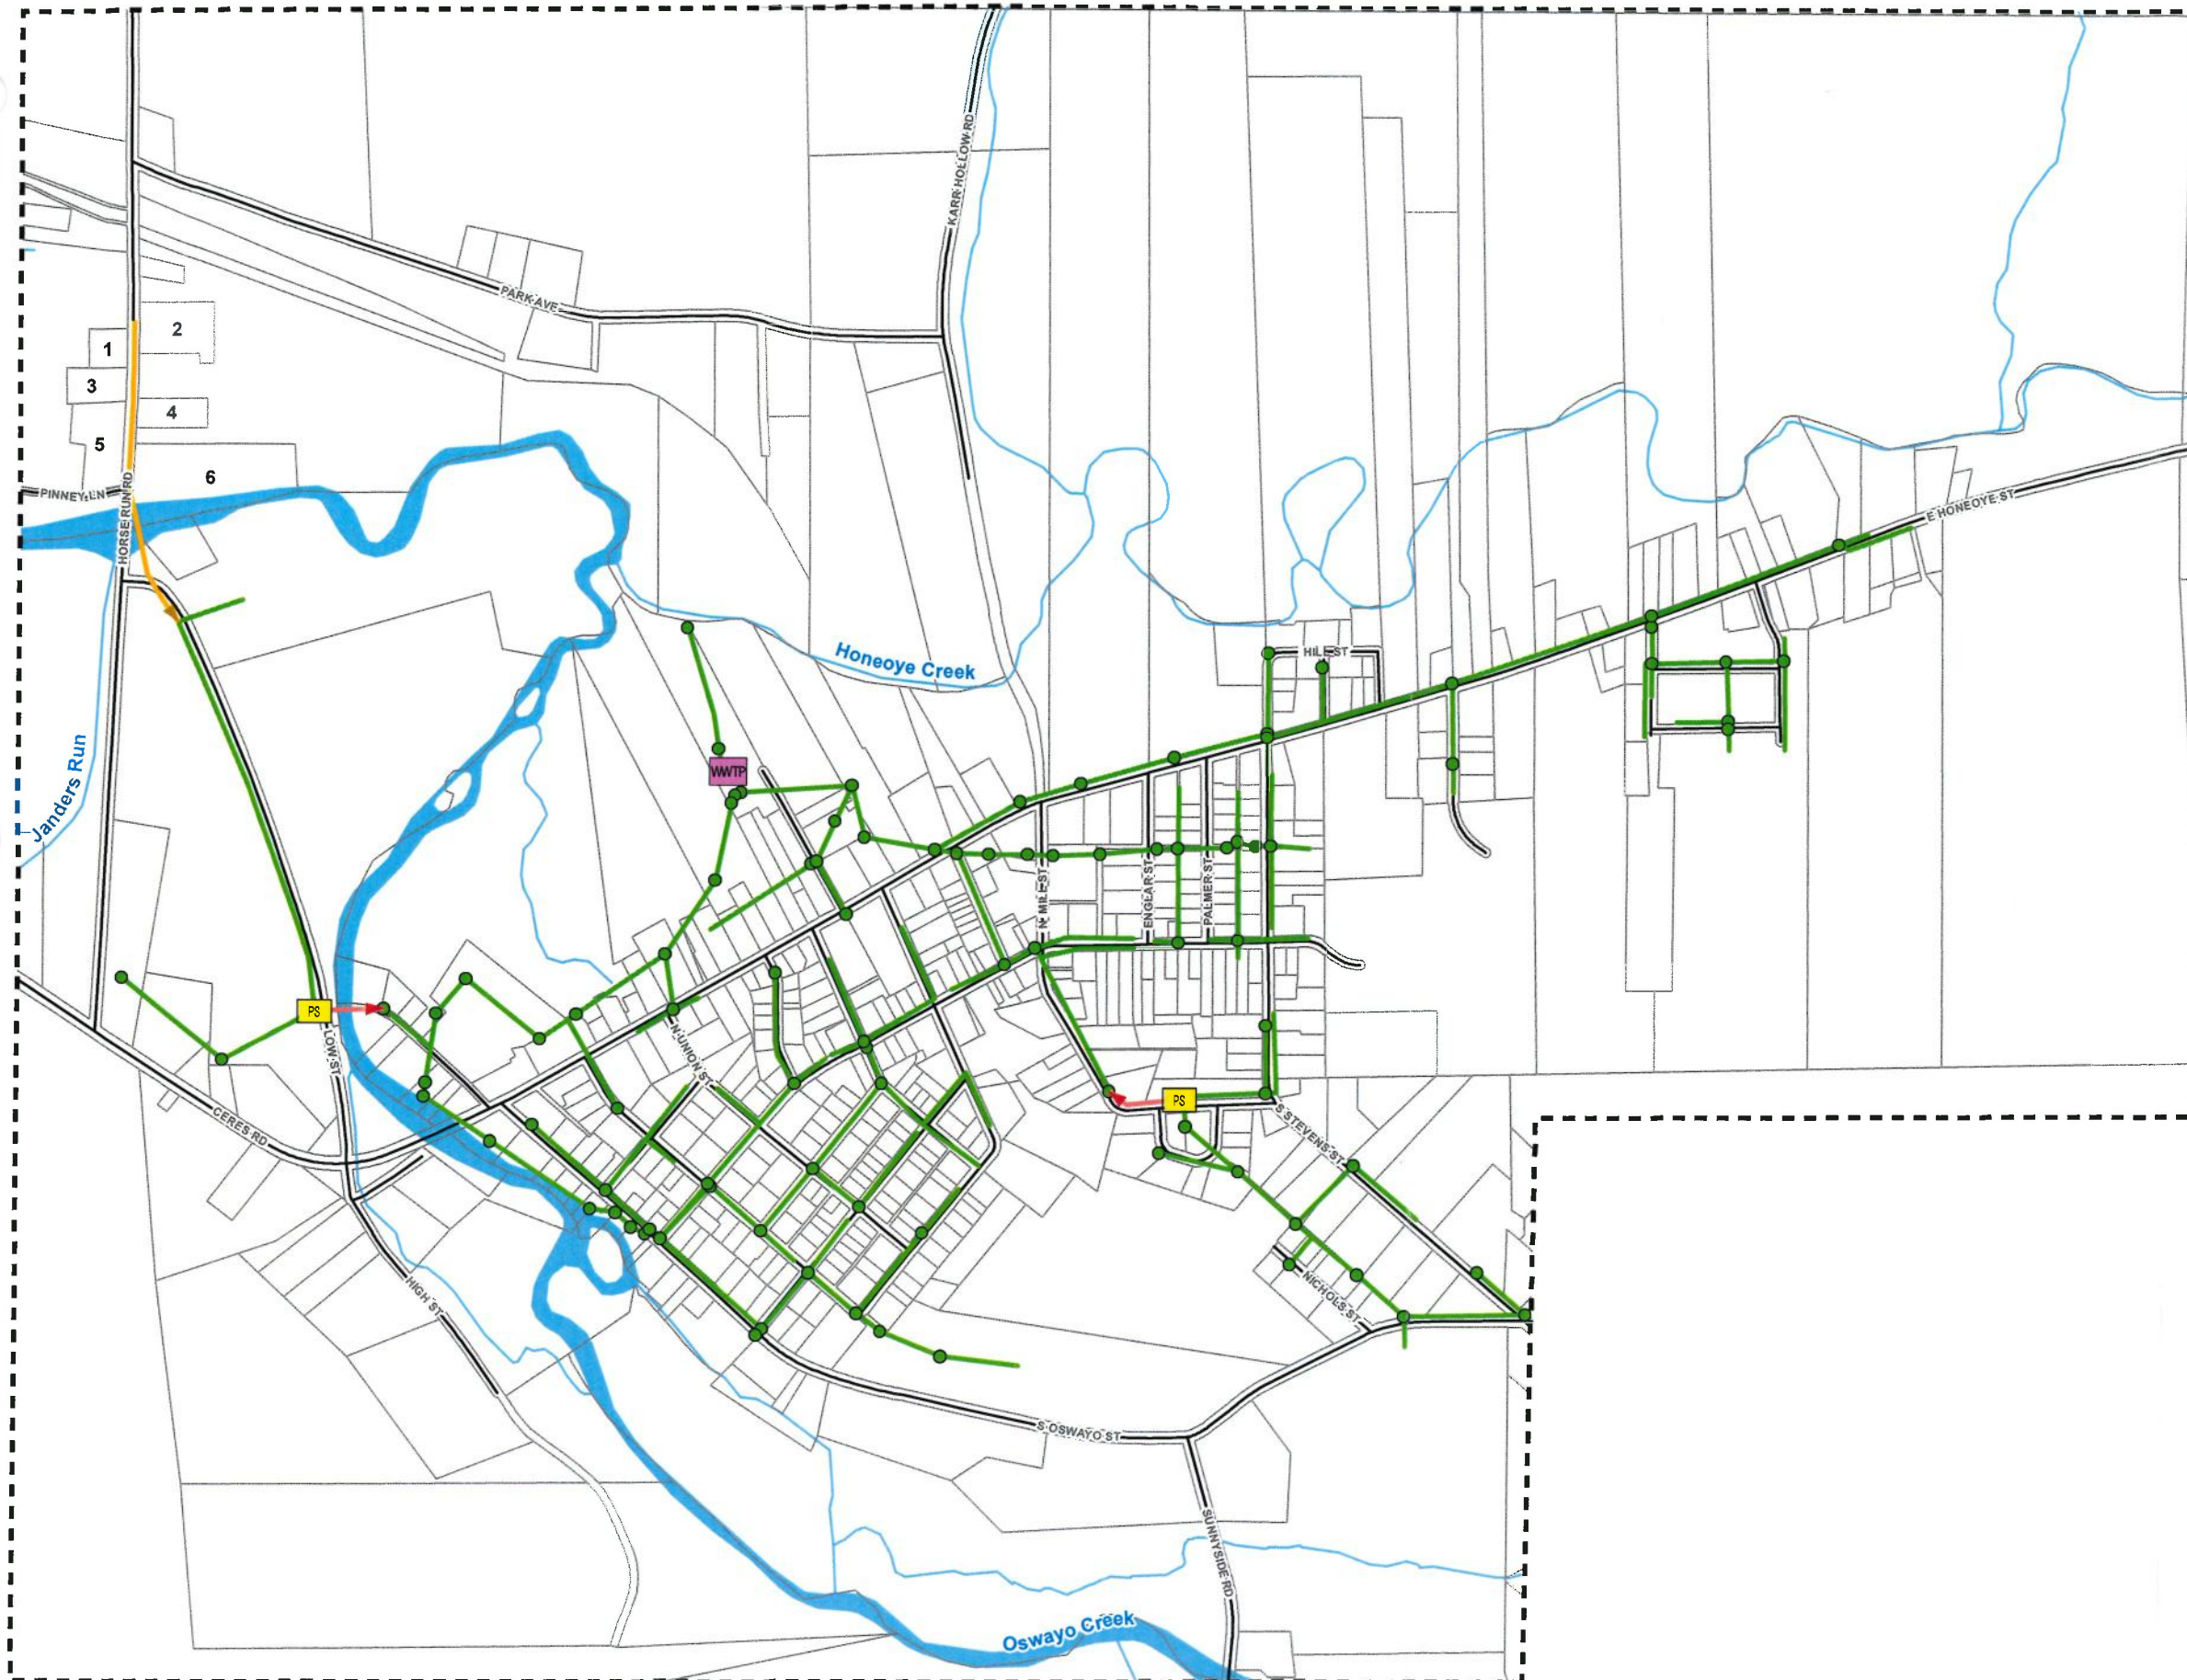 KARR HOLLOW RD
PARK AVE
2
1
3
4
5
6
PINNEY LN
HORSE RUN RD
E HONEOYE ST
Honeoye Creek
HILL ST
Janders Run
WWTP
N MILL ST
ENGLAR ST
PALMER ST
PS
LOW ST
N UNION ST
PS
CERES RD
S STEVENS ST
HIGH ST
NICHOLS ST
S OSWAYO ST
SUNNYSIDE RD
Oswayo Creek